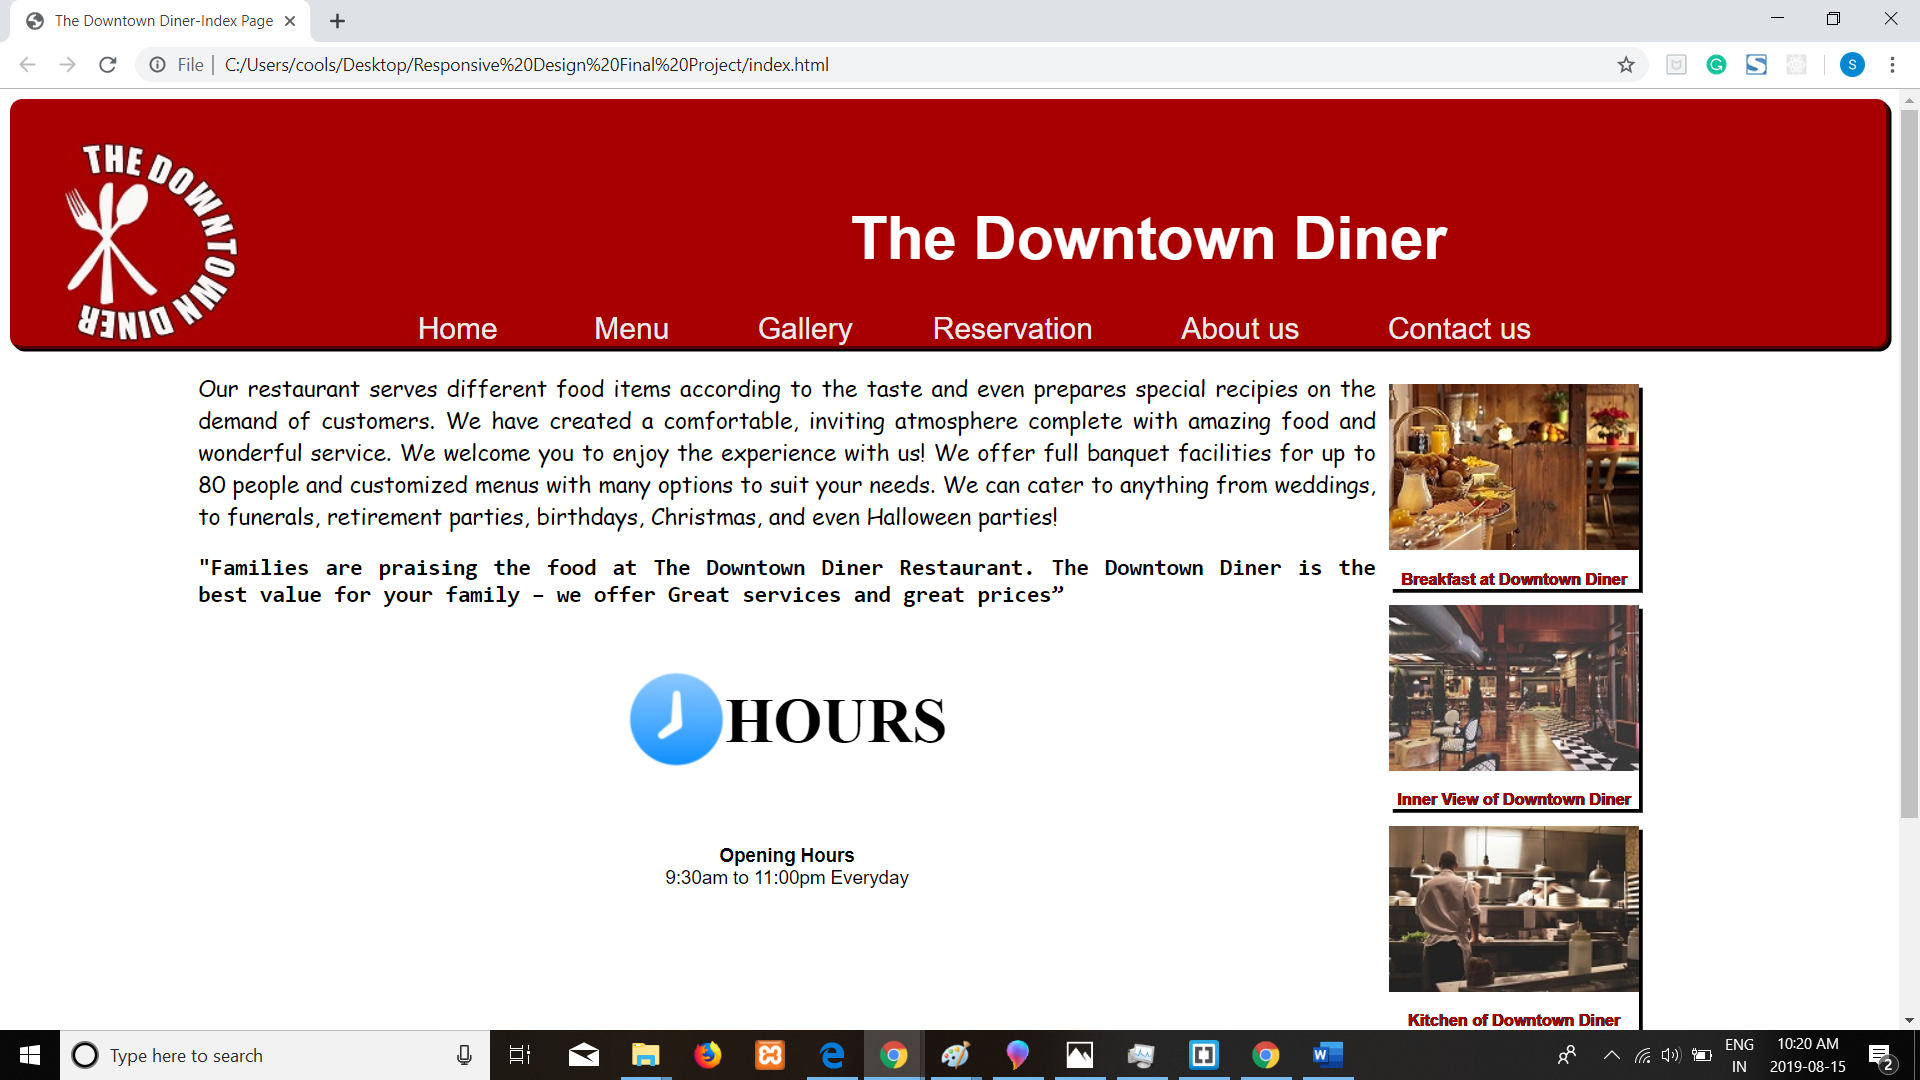 The Downtown Diner-Index Page
File | C:/Users/cools/Desktop/Responsive%20Design%20Final%20Project/index.html
S
THE DOWNTOWN DINER
The Downtown Diner
Home Menu Gallery Reservation About us Contact us
Our restaurant serves different food items according to the taste and even prepares special recipies on the
demand of customers. We have created a comfortable, inviting atmosphere complete with amazing food and
wonderful service. We welcome you to enjoy the experience with us! We offer full banquet facilities for up to
80 people and customized menus with many options to suit your needs. We can cater to anything from weddings,
to funerals, retirement parties, birthdays, Christmas, and even Halloween parties!
"Families are praising the food at The Downtown Diner Restaurant. The Downtown Diner is the
best value for your family – we offer Great services and great prices”
HOURS
Opening Hours
9:30am to 11:00pm Everyday
Breakfast at Downtown Diner
Inner View of Downtown Diner
Kitchen of Downtown Diner
Type here to search
ENG
IN
10:20 AM
2019-08-15
2